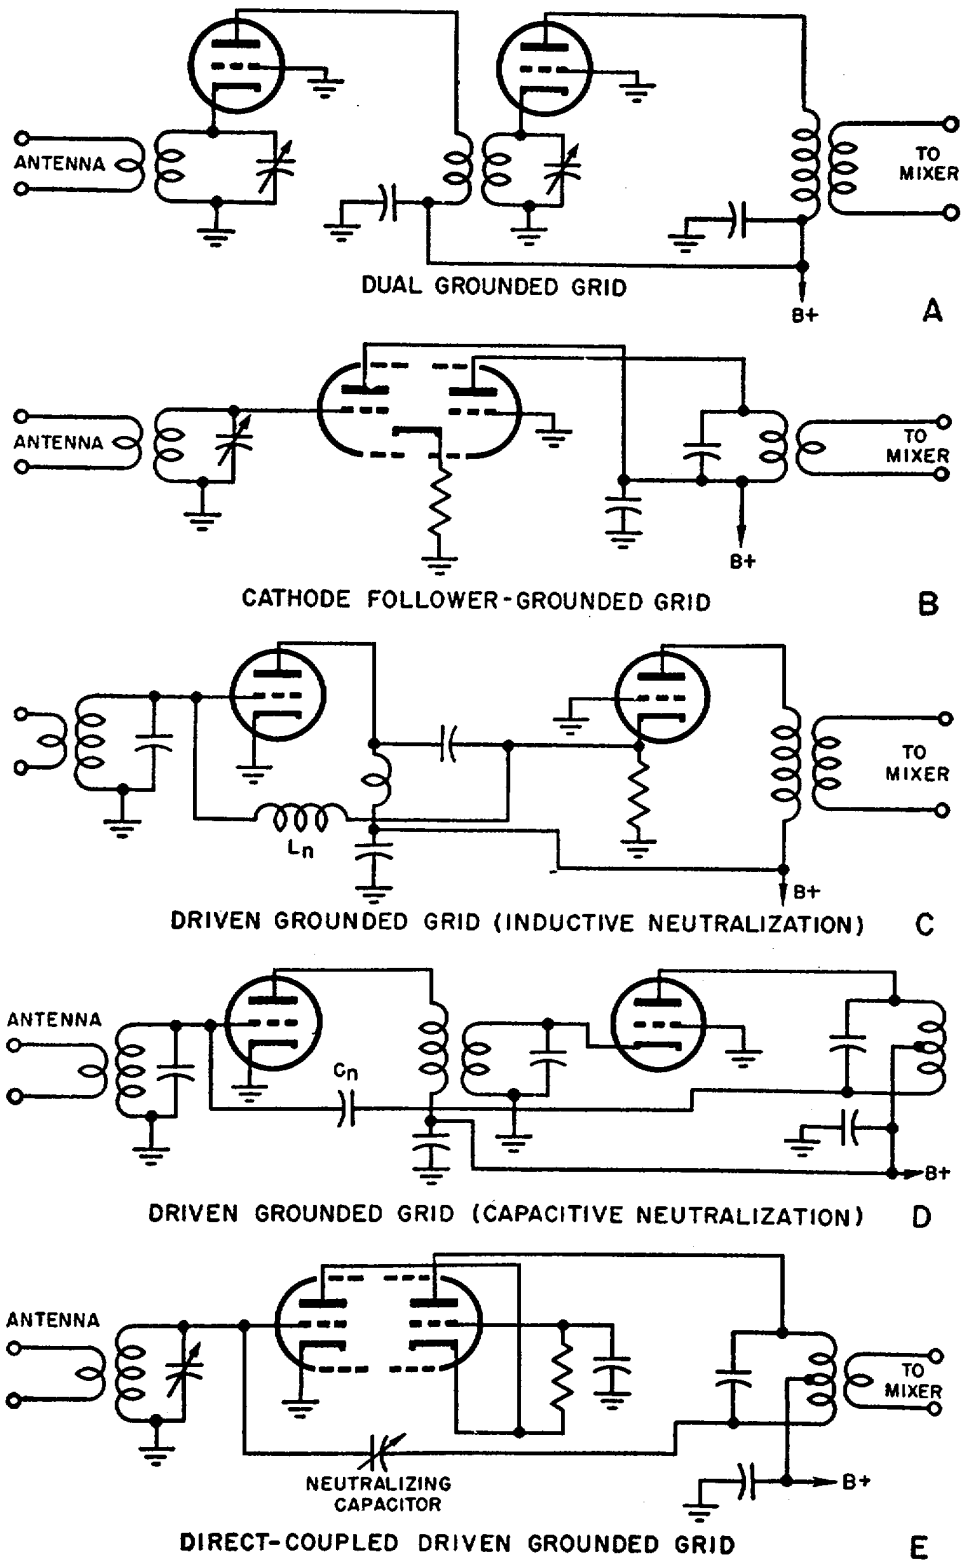 ANTENNA
TO
MIXER
B+
DUAL GROUNDED GRID
A
ANTENNA
TO
MIXER
B+
CATHODE FOLLOWER-GROUNDED GRID
B
TO
MIXER
Ln
B+
DRIVEN GROUNDED GRID (INDUCTIVE NEUTRALIZATION)
C
ANTENNA
Cn
B+
DRIVEN GROUNDED GRID (CAPACITIVE NEUTRALIZATION)
D
ANTENNA
TO
MIXER
NEUTRALIZING
CAPACITOR
B+
DIRECT-COUPLED DRIVEN GROUNDED GRID
E